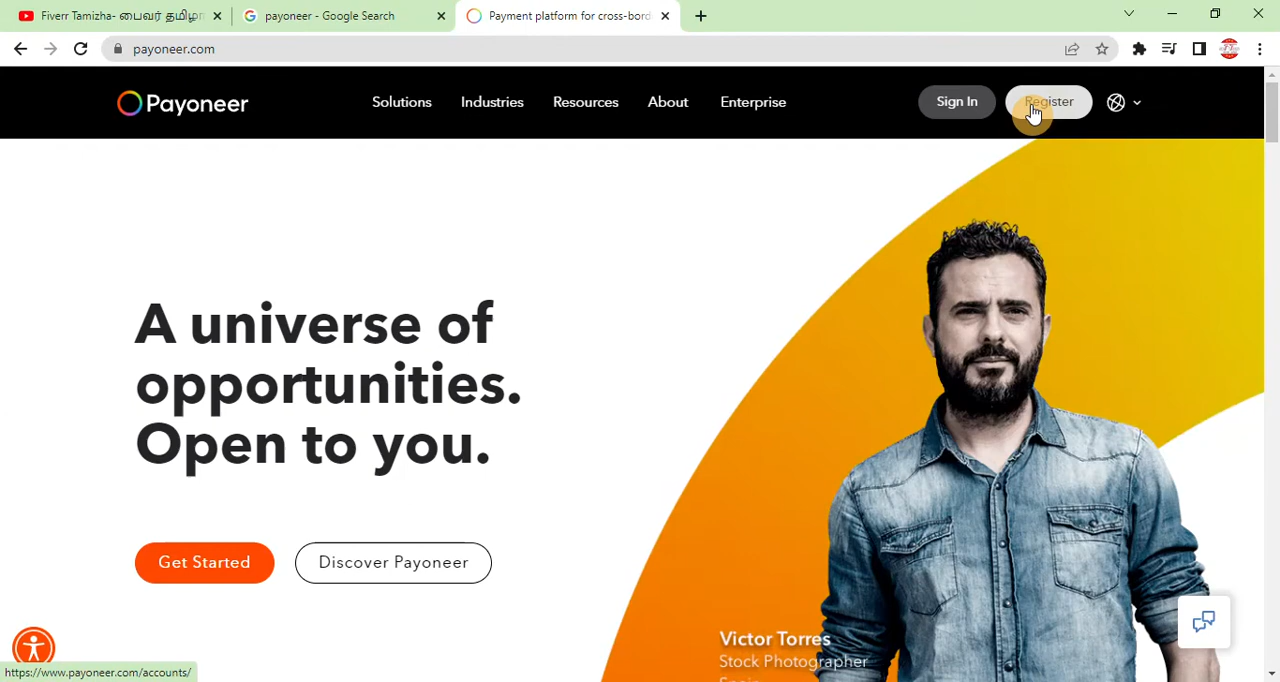 Fiverr Tamizha- பைவர் தமிழா
payoneer - Google Search
Payment platform for cross-bord
payoneer.com
Payoneer
Solutions
Industries
Resources
About
Enterprise
Sign In
Register
A universe of
opportunities.
Open to you.
Get Started
Discover Payoneer
Victor Torres
Stock Photographer
Spain
https://www.payoneer.com/accounts/